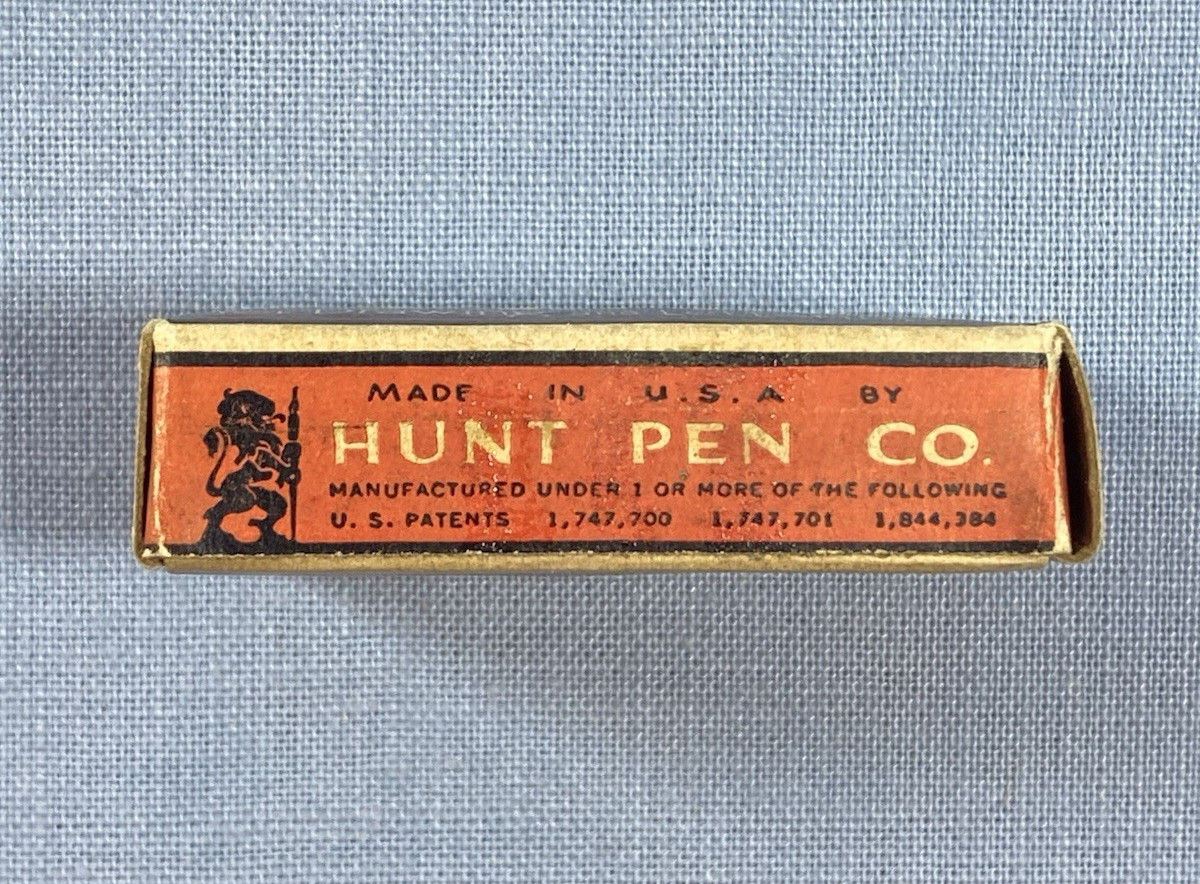 MADE IN U.S.A BY
HUNT PEN CO.
MANUFACTURED UNDER 1 OR MORE OF THE FOLLOWING
U. S. PATENTS 1,747,700 1,747,701 1,844,384